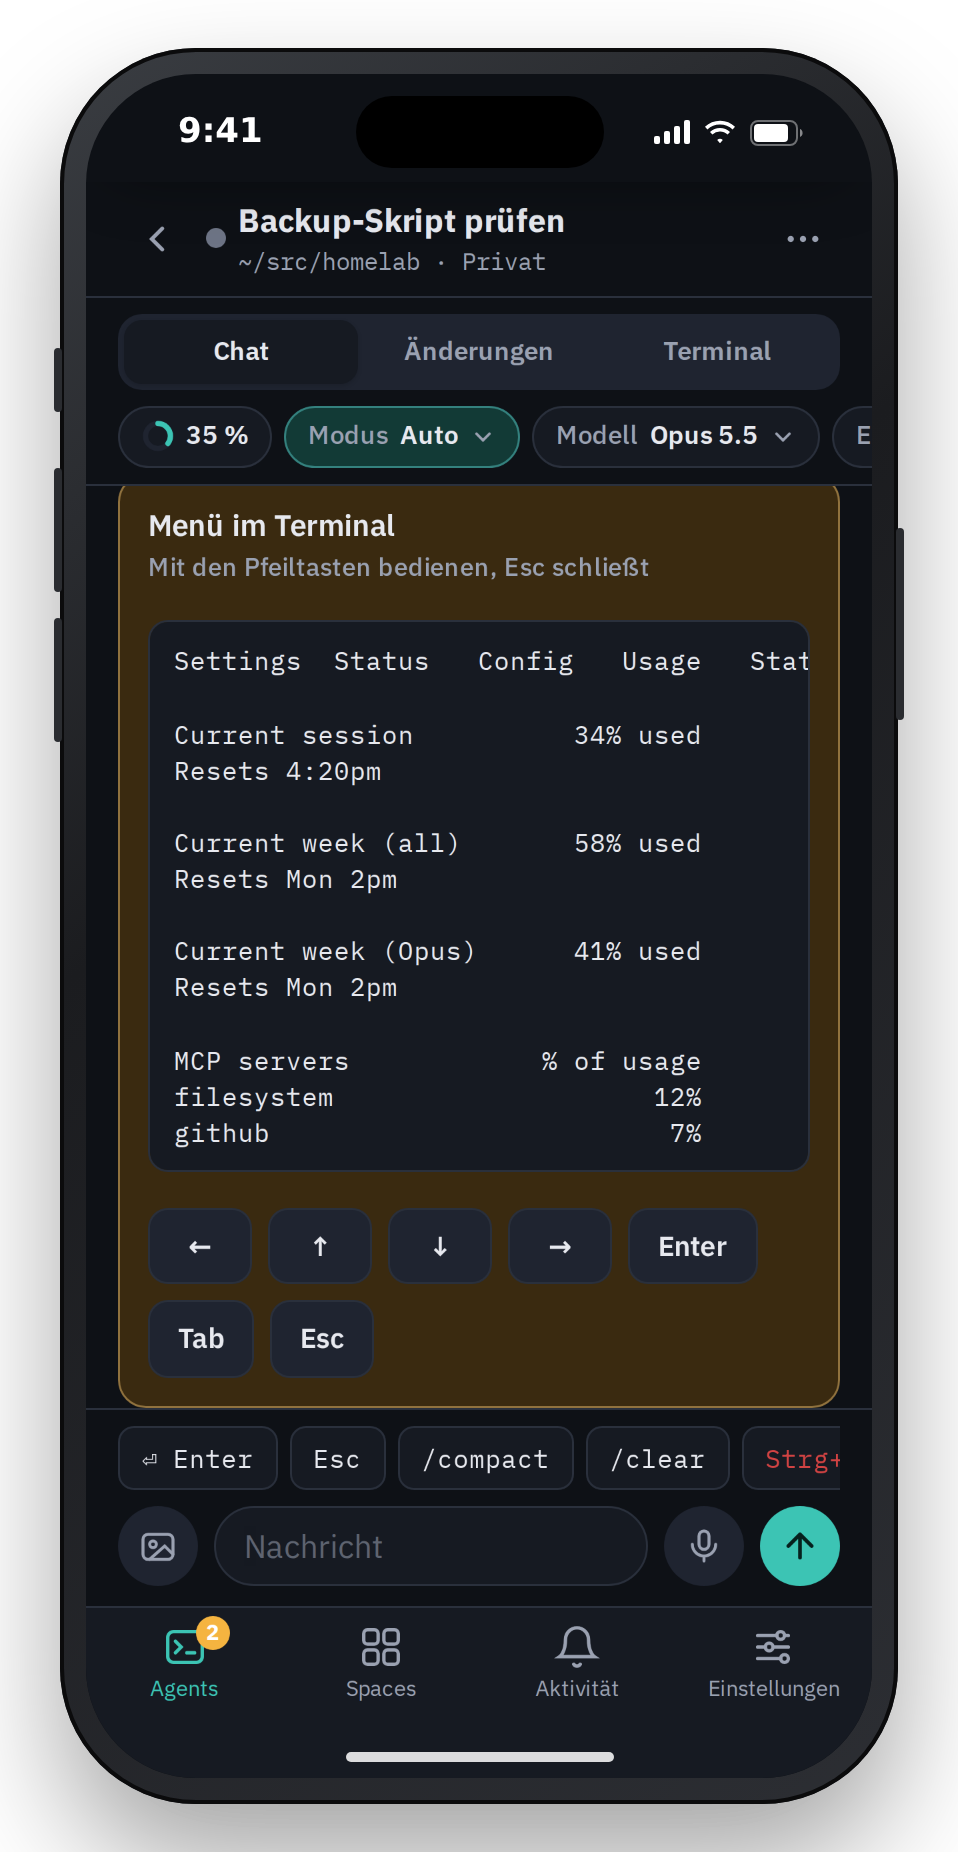 9:41
Backup-Skript prüfen
~/src/homelab · Privat
Chat Änderungen Terminal
35 % Modus Auto Modell Opus 5.5 E
Menü im Terminal
Mit den Pfeiltasten bedienen, Esc schließt
Settings Status Config Usage Stat
Current session 34% used
Resets 4:20pm
Current week (all) 58% used
Resets Mon 2pm
Current week (Opus) 41% used
Resets Mon 2pm
MCP servers % of usage
filesystem 12%
github 7%
← ↑ ↓ → Enter
Tab Esc
⏎ Enter Esc /compact /clear Strg+
Nachricht
2
Agents Spaces Aktivität Einstellungen